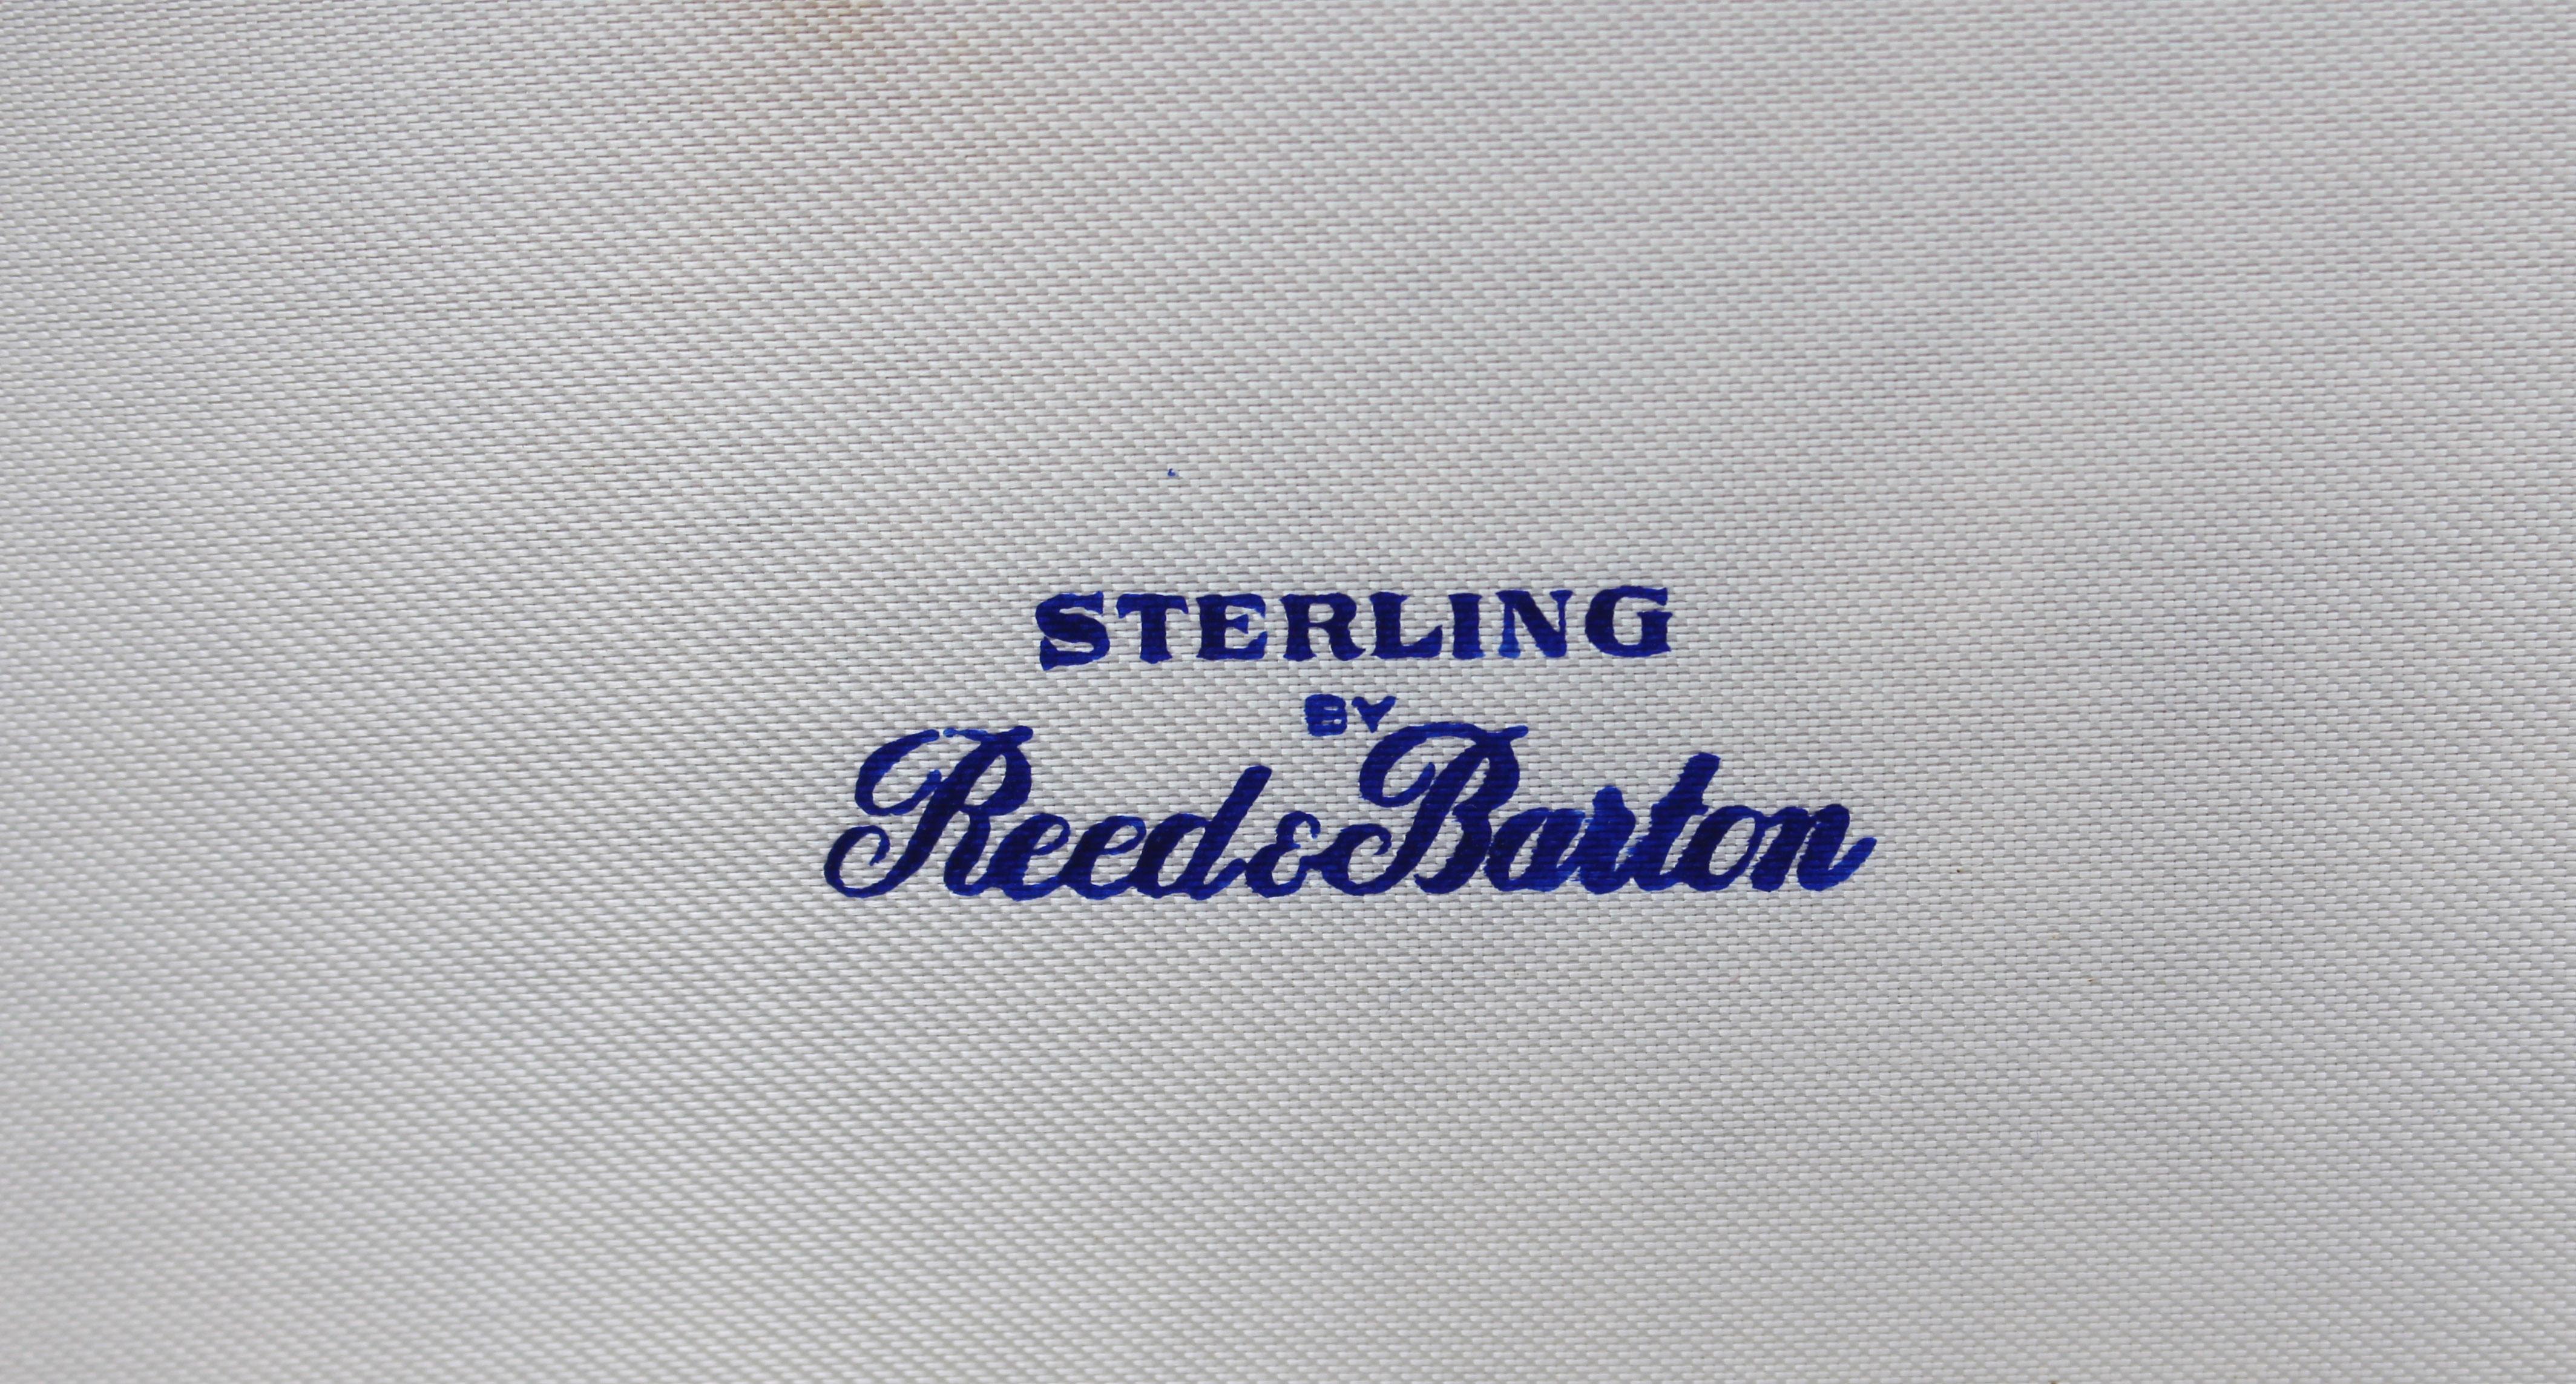 STERLING
BY
Reed & Barton